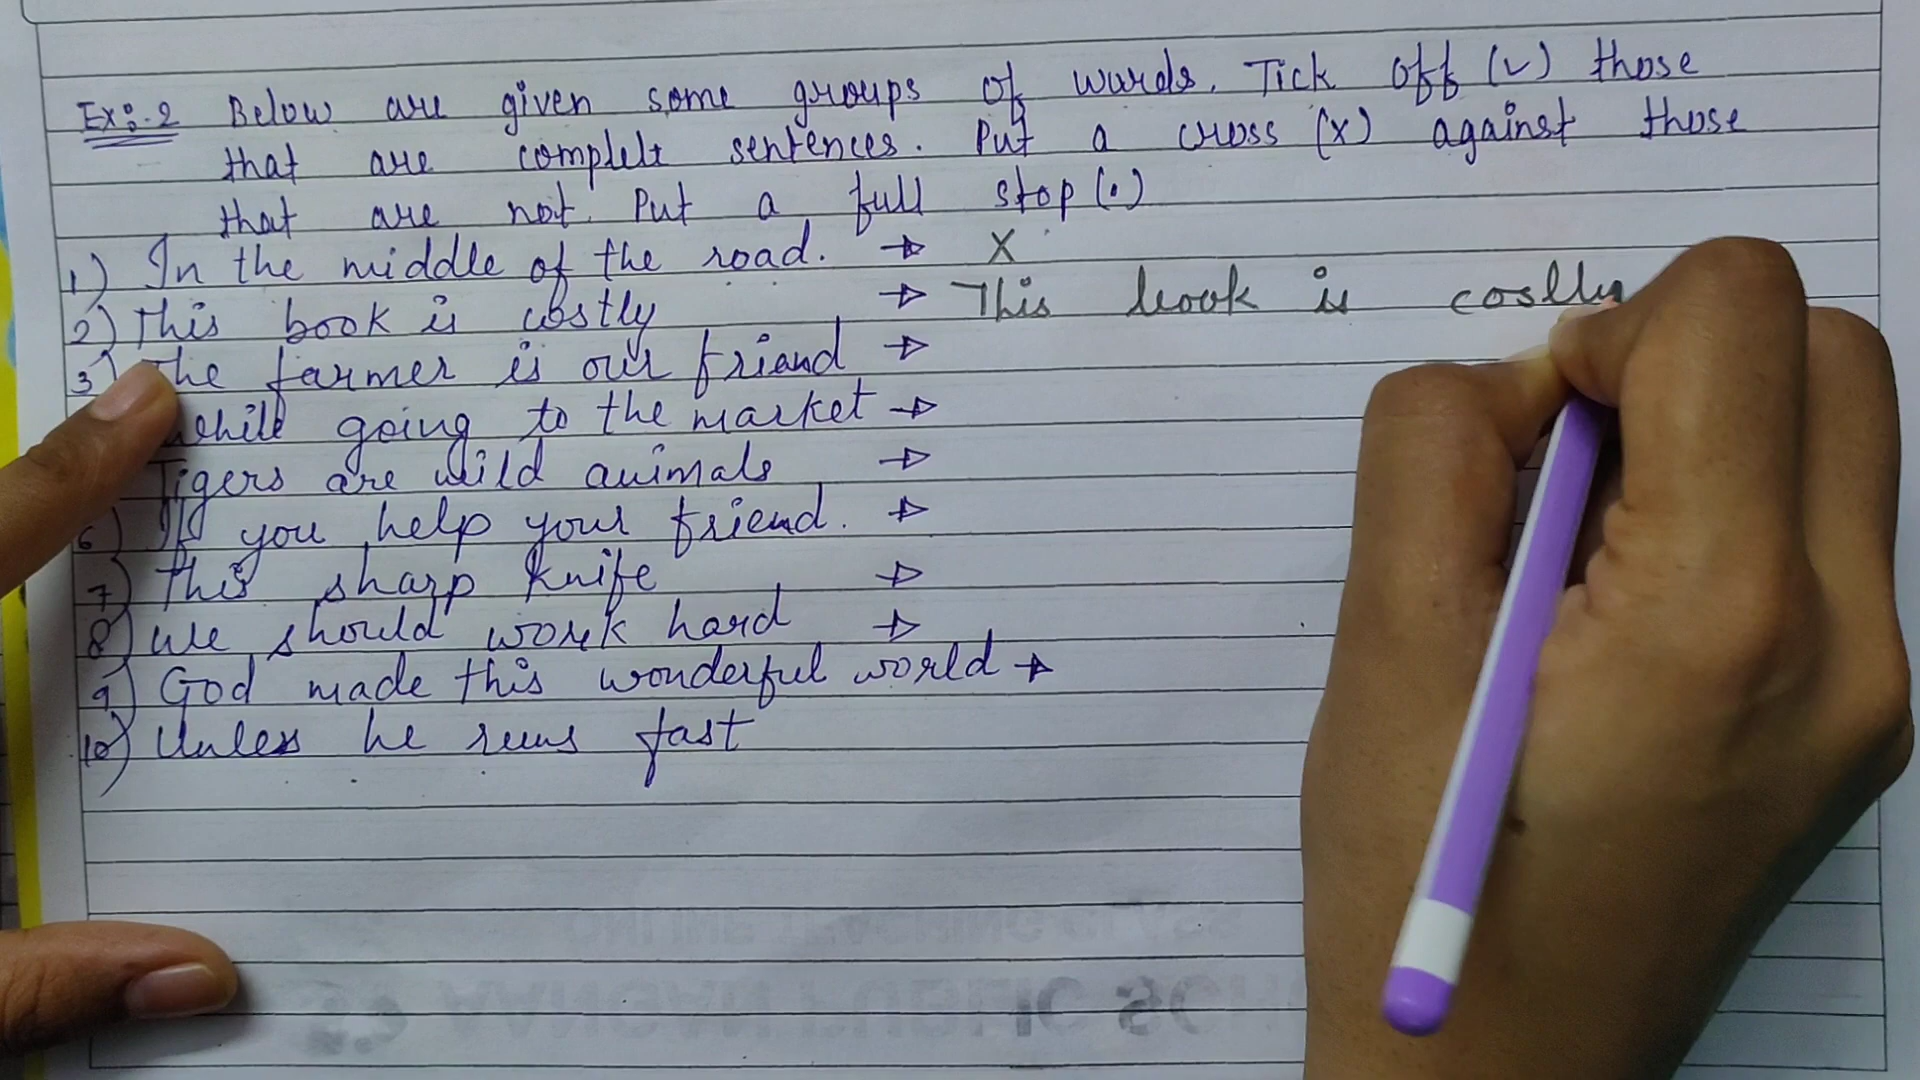 Ex:-2 Below are given some groups of words. Tick off (✓) those
that are complete sentences. Put a cross (x) against those
that are not. Put a full stop (.)
1) In the middle of the road. → X
2) This book is costly → This book is costly
3) The farmer is our friend →
while going to the market →
Tigers are wild animals →
6) If you help your friend. →
7) This sharp knife →
8) We should work hard →
9) God made this wonderful world →
10) Unless he runs fast